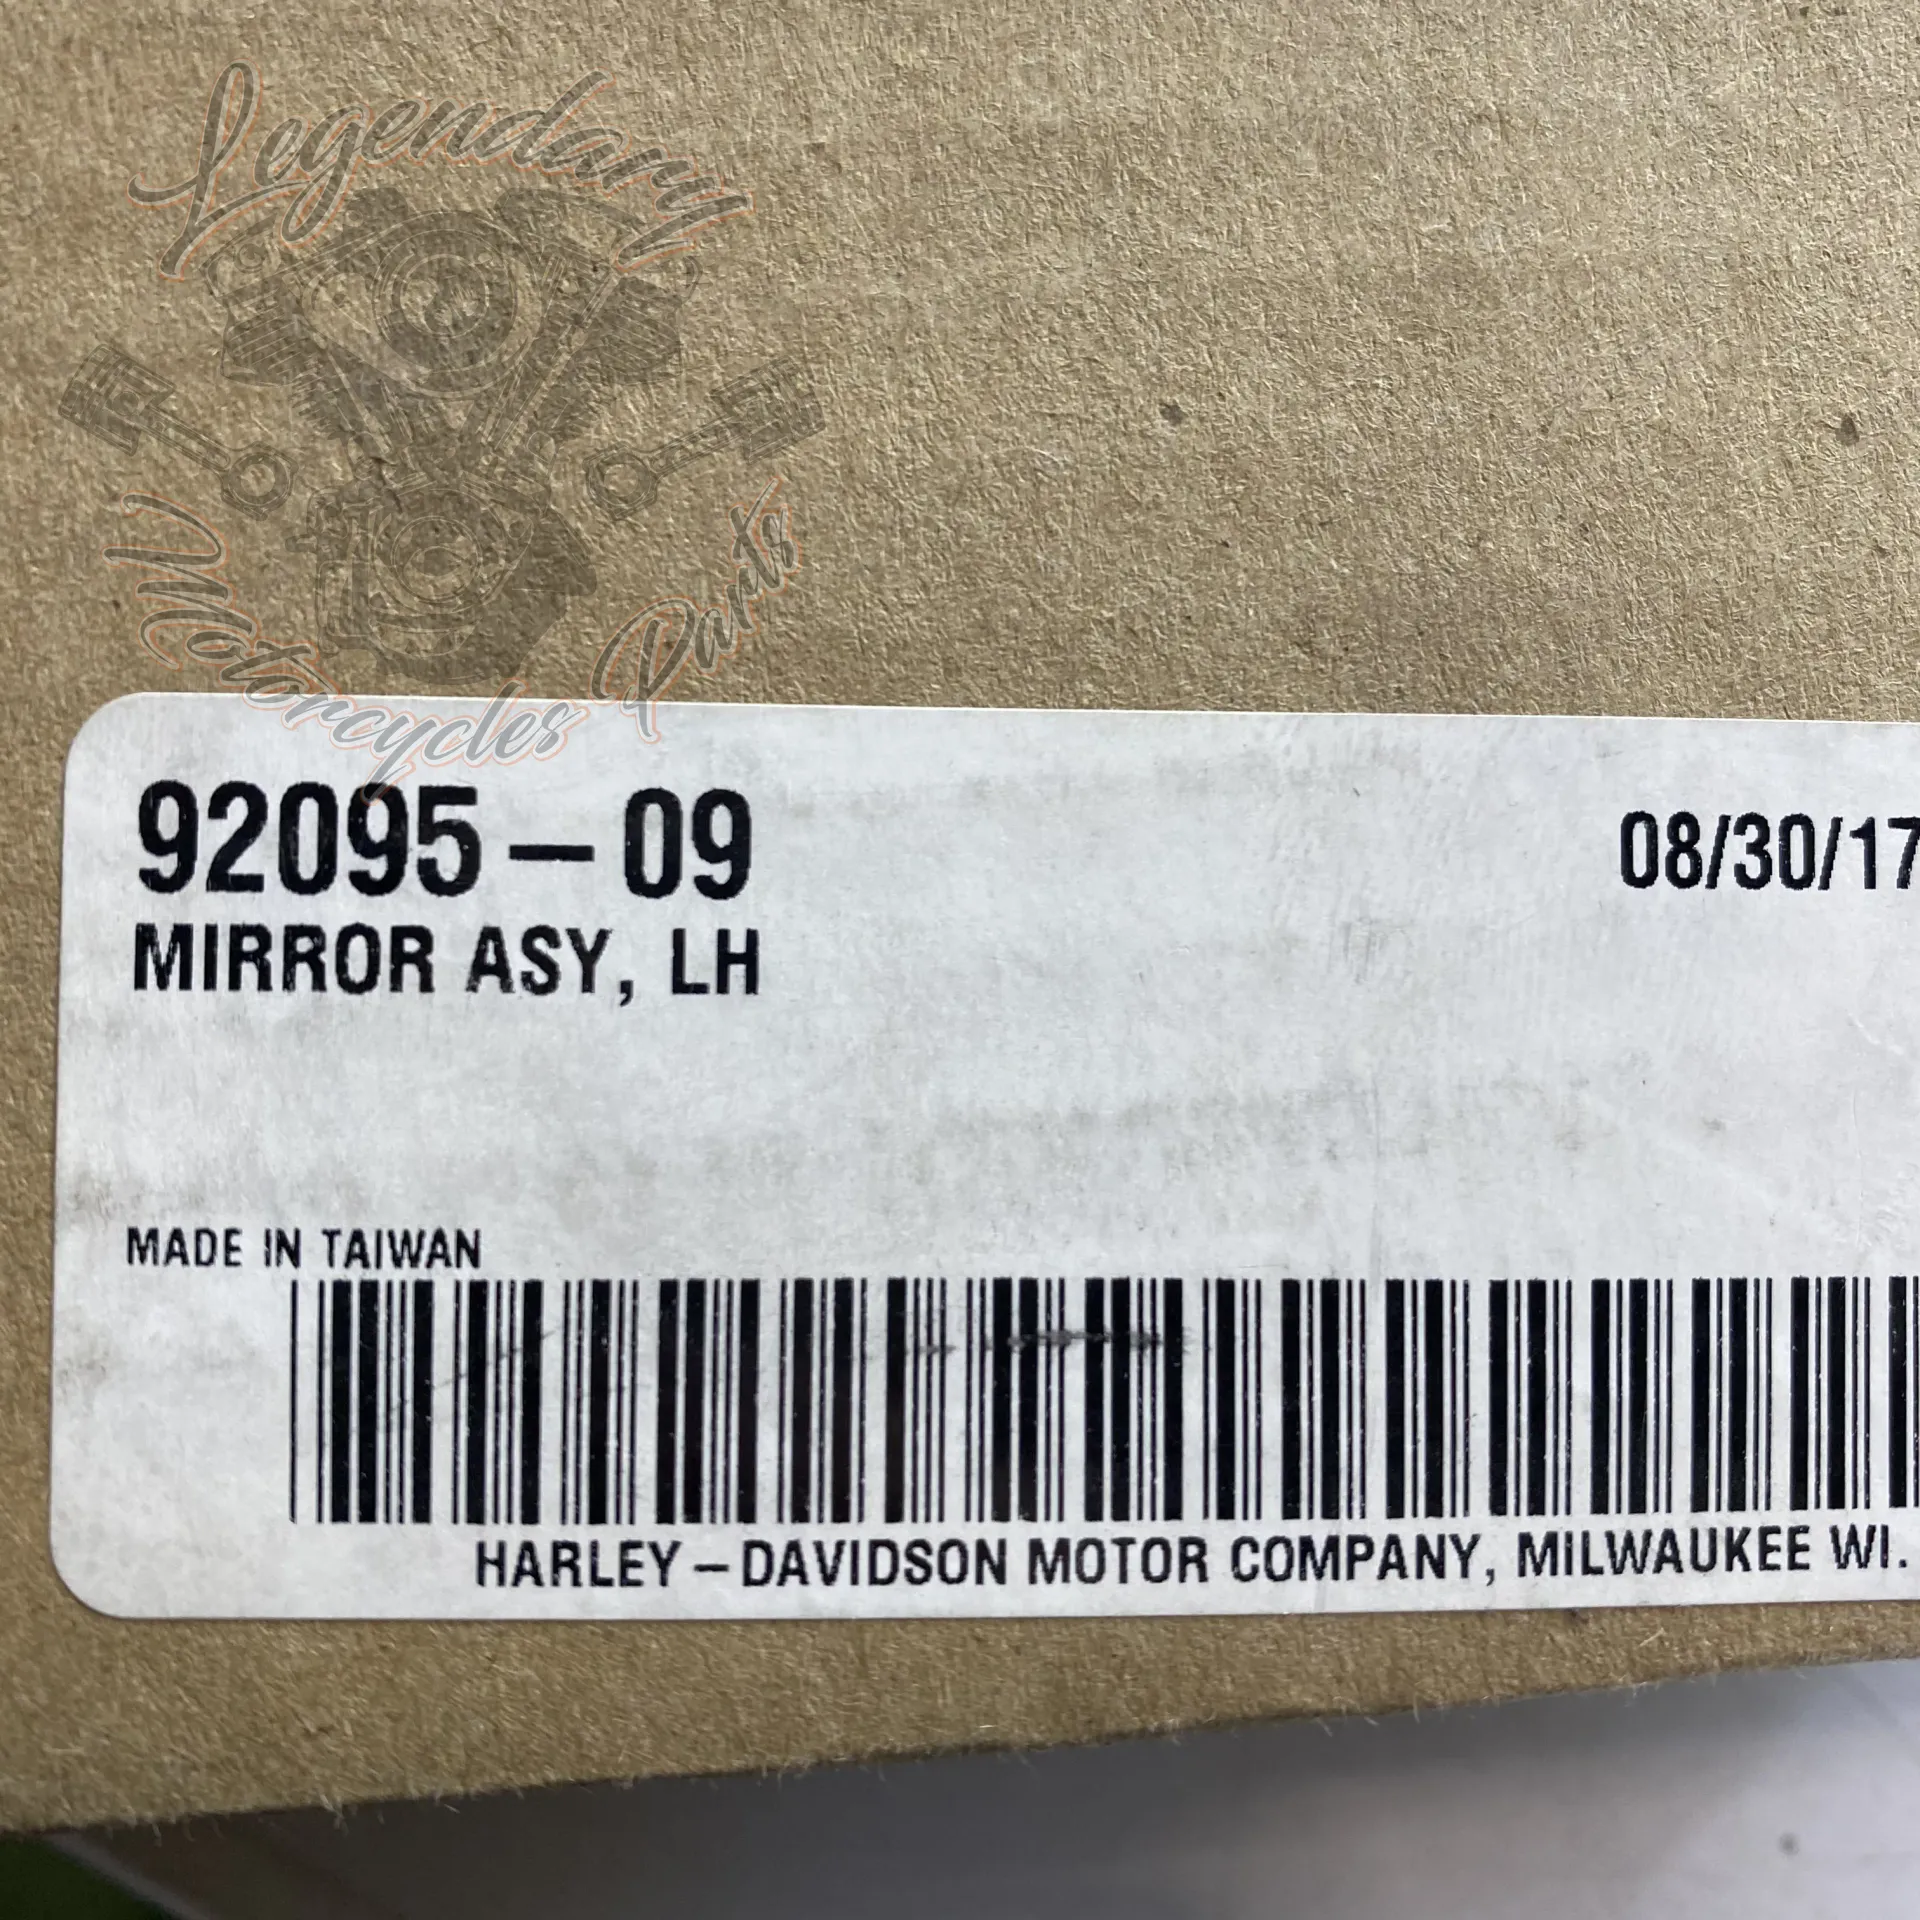 Legendary
Motorcycles Parts
92095-09
08/30/17
MIRROR ASY, LH
MADE IN TAIWAN
HARLEY-DAVIDSON MOTOR COMPANY, MILWAUKEE WI.